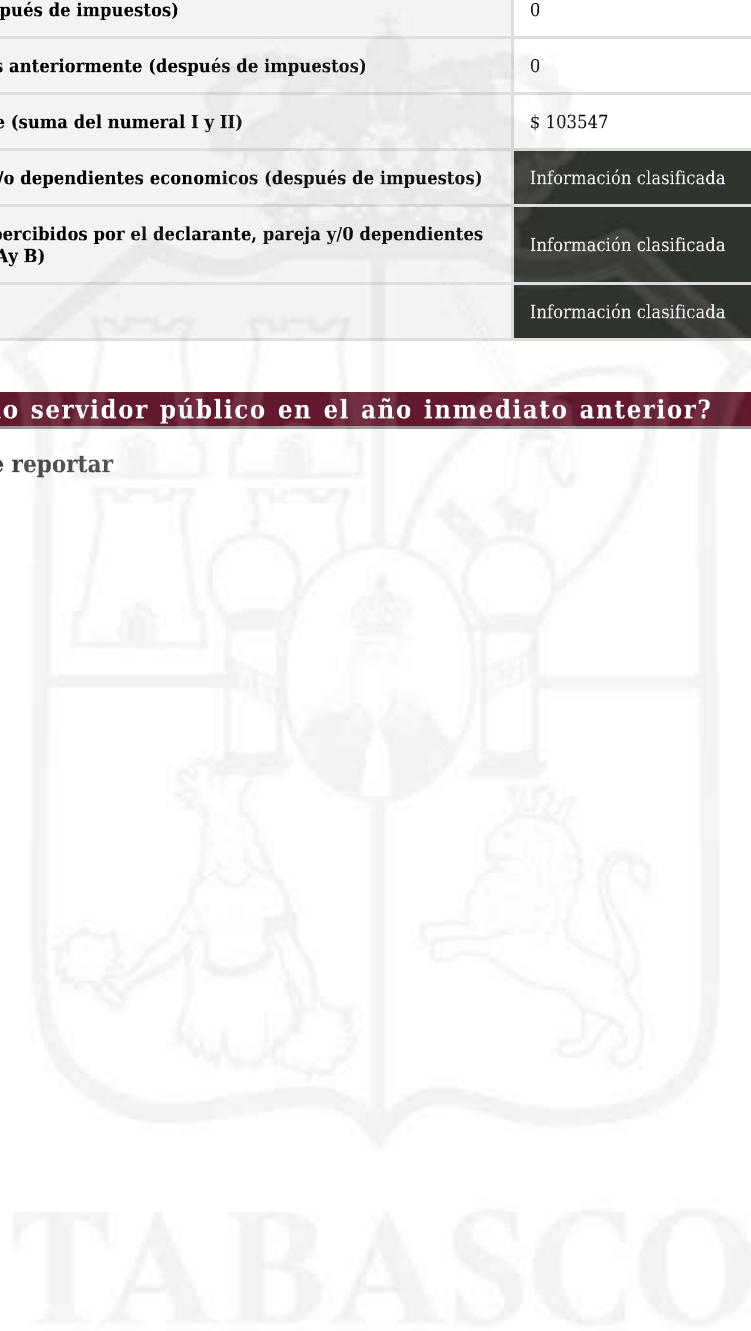 pués de impuestos)
0
s anteriormente (después de impuestos)
0
e (suma del numeral I y II)
$ 103547
/o dependientes economicos (después de impuestos)
Información clasificada
percibidos por el declarante, pareja y/0 dependientes
Ay B)
Información clasificada
Información clasificada
o servidor público en el año inmediato anterior?
e reportar
TABASCO